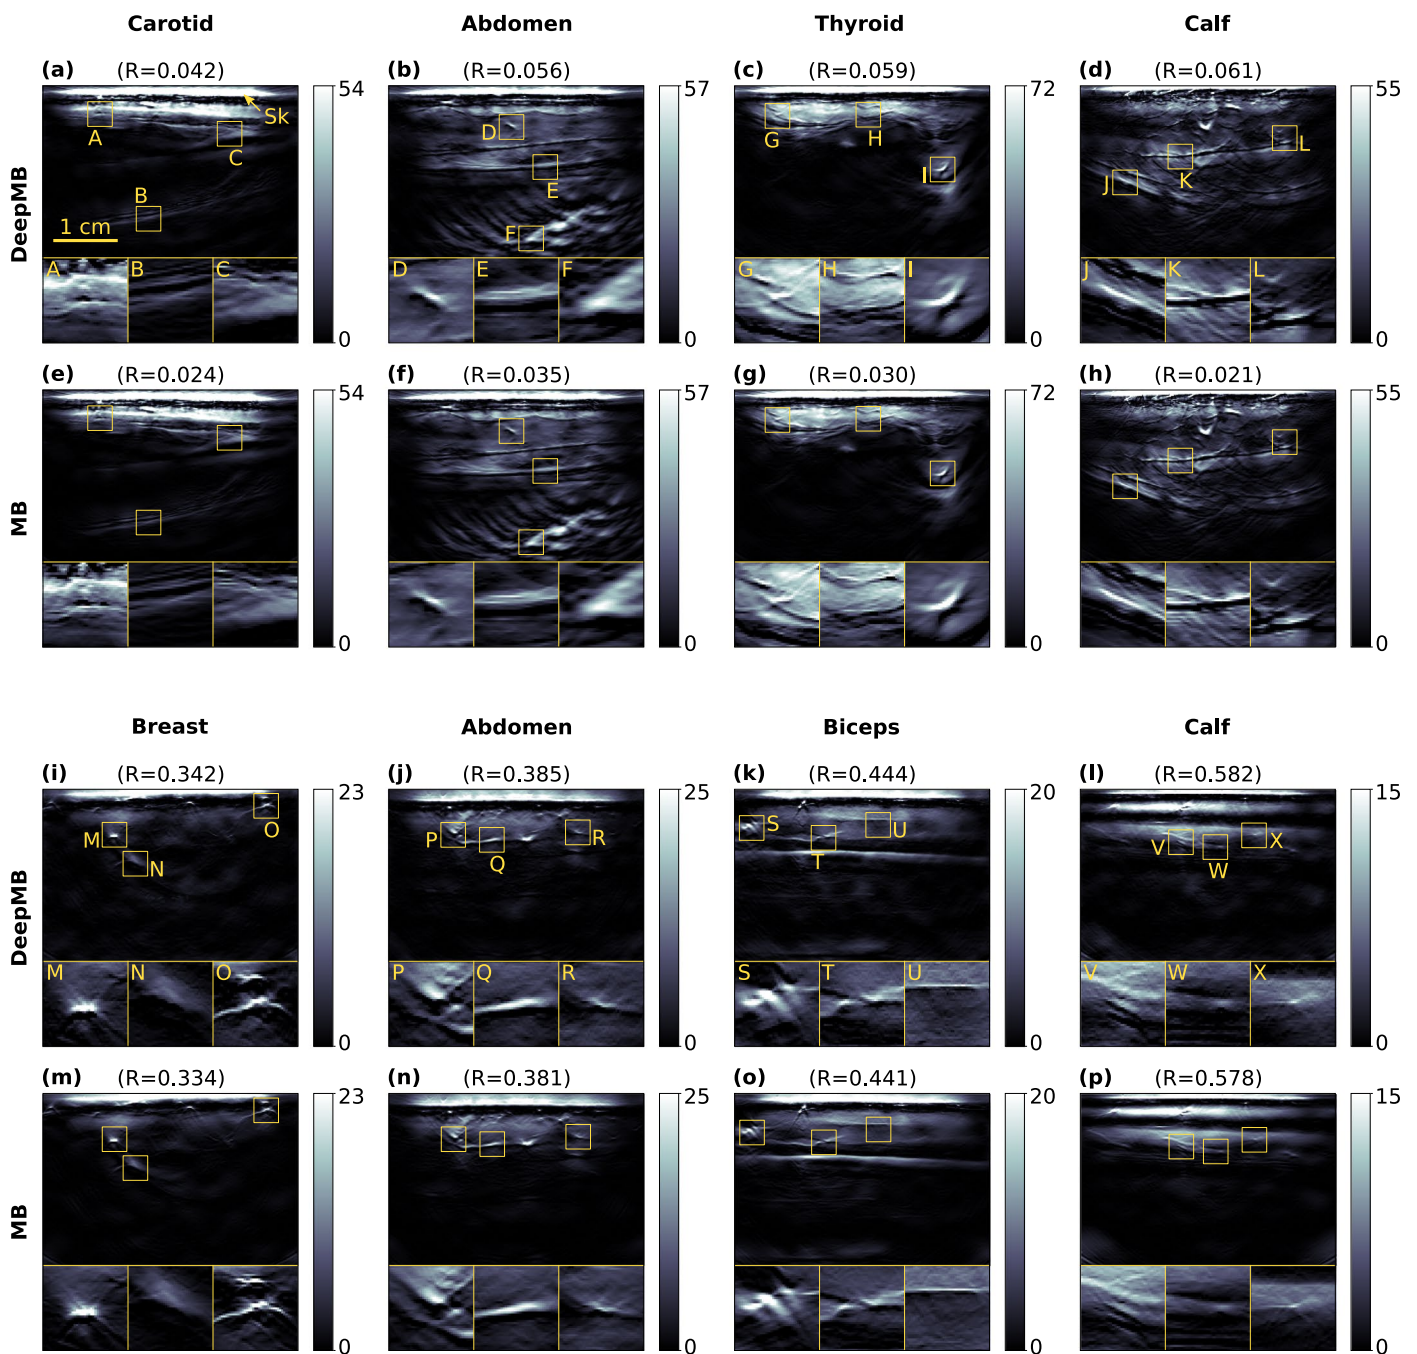 Carotid Abdomen Thyroid Calf
(a) (R=0.042) (b) (R=0.056) (c) (R=0.059) (d) (R=0.061)
54 57 72 55
Sk
A C D E G H I L K J
B
F
1 cm
DeepMB
A B C D E F G H I J K L
0 0 0 0
(e) (R=0.024) (f) (R=0.035) (g) (R=0.030) (h) (R=0.021)
54 57 72 55
MB
0 0 0 0
Breast Abdomen Biceps Calf
(i) (R=0.342) (j) (R=0.385) (k) (R=0.444) (l) (R=0.582)
23 25 20 15
M N O P Q R S T U V W X
DeepMB
M N O P Q R S T U V W X
0 0 0 0
(m) (R=0.334) (n) (R=0.381) (o) (R=0.441) (p) (R=0.578)
23 25 20 15
MB
0 0 0 0